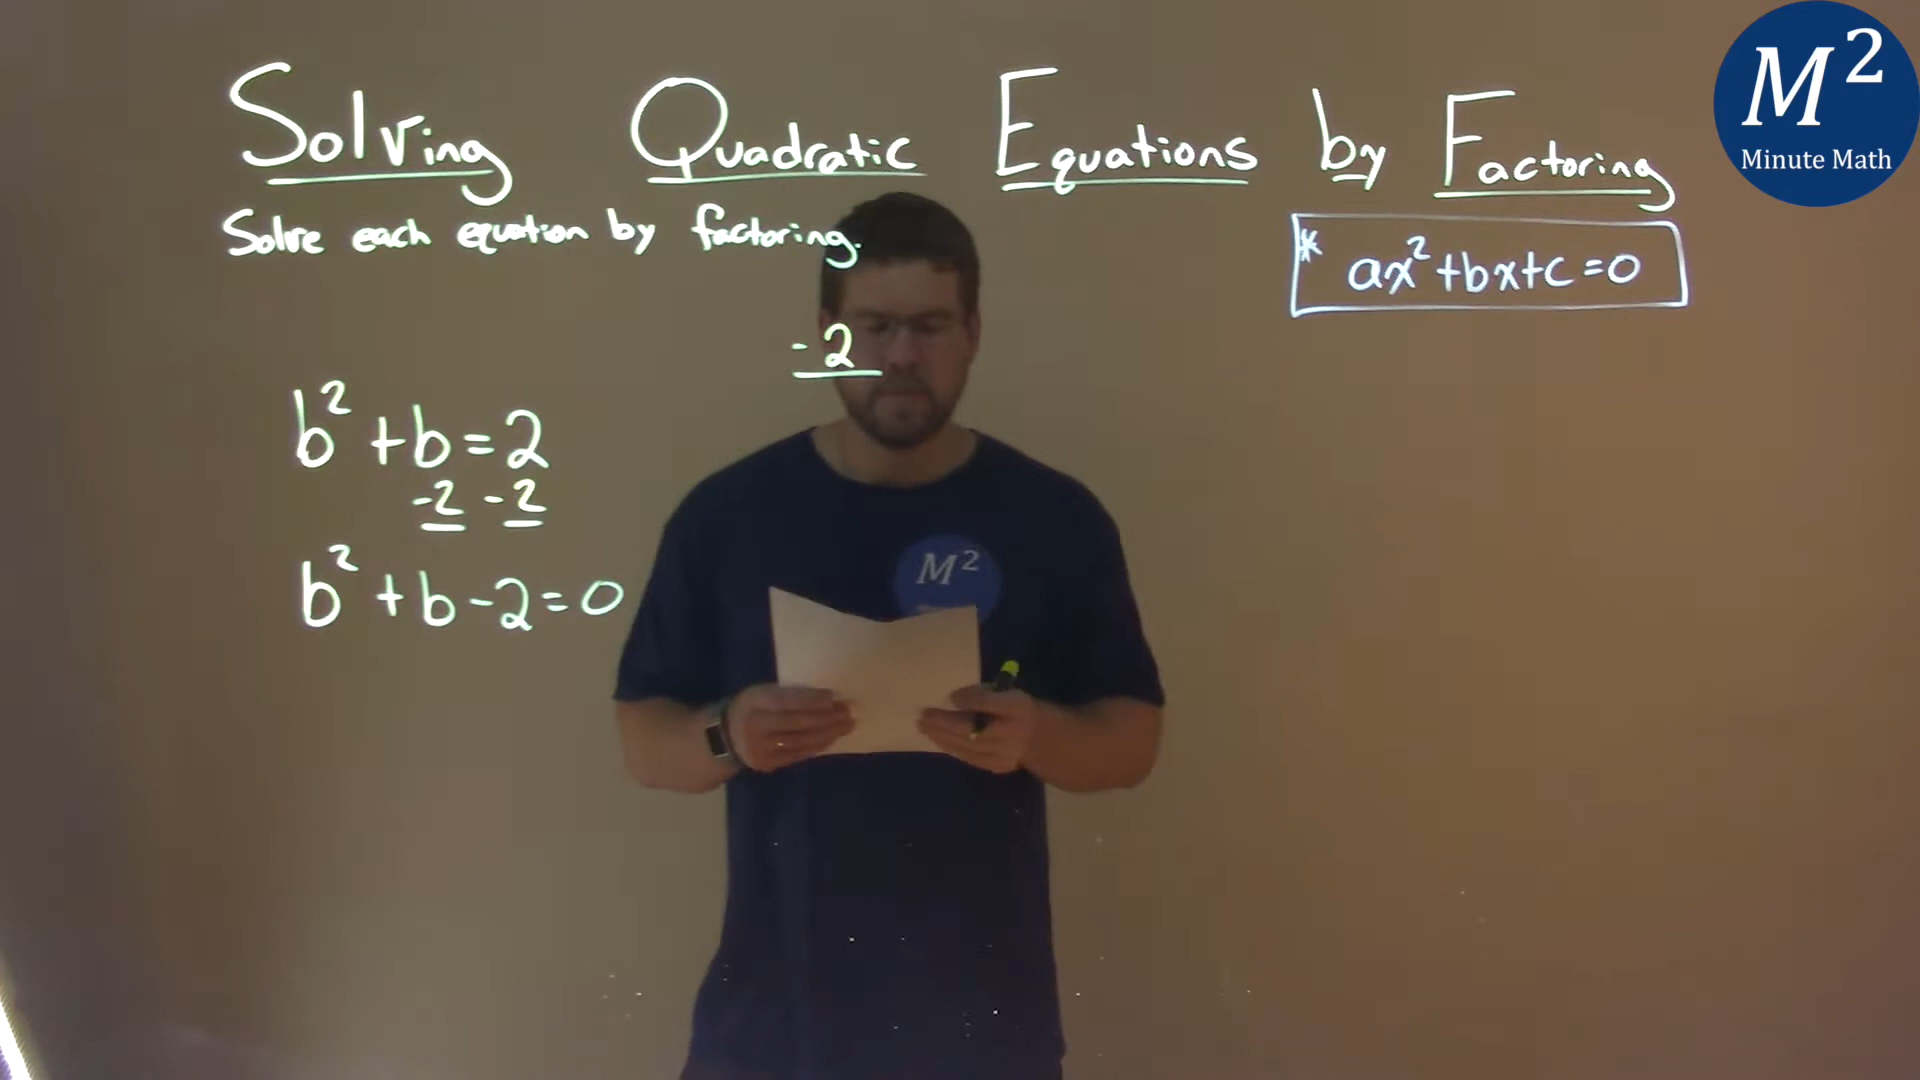 Solving Quadratic Equations by Factoring
M²
Minute Math
Solve each equation by factoring.
* ax²+bx+c=0
-2
b²+b=2
-2 -2
b²+b-2=0
M²